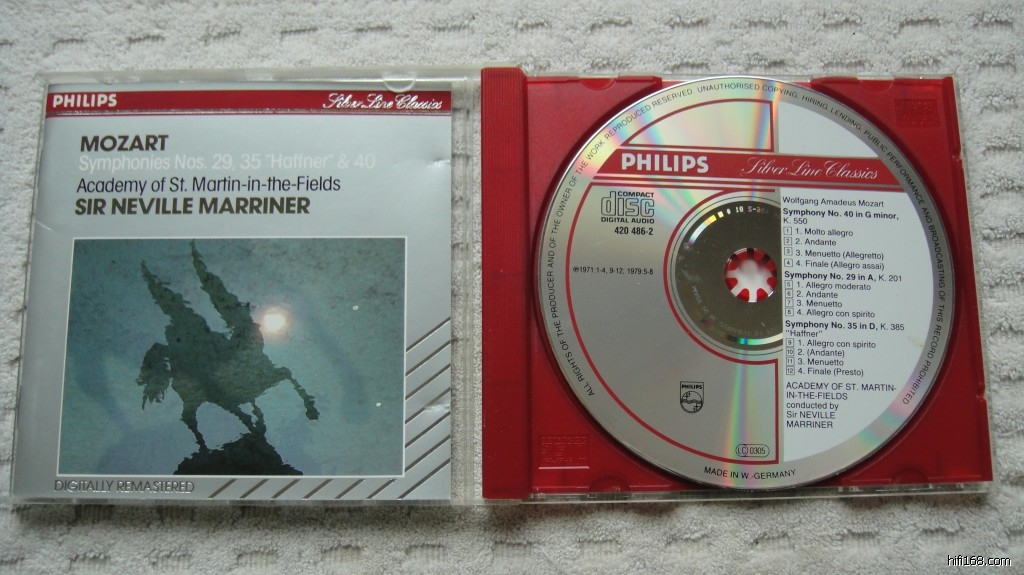 PHILIPS
Silver Line Classics
MOZART
Symphonies Nos. 29, 35 "Haffner" & 40
Academy of St. Martin-in-the-Fields
SIR NEVILLE MARRINER
DIGITALLY REMASTERED
ALL RIGHTS OF THE PRODUCER AND OF THE OWNER OF THE WORK REPRODUCED RESERVED UNAUTHORISED COPYING, HIRING, LENDING, PUBLIC PERFORMANCE AND BROADCASTING OF THIS RECORD PROHIBITED
PHILIPS
Silver Line Classics
COMPACT
disc
DIGITAL AUDIO
420 486-2
℗1971:1-4, 9-12, 1979:5-8
Wolfgang Amadeus Mozart
Symphony No. 40 in G minor,
K. 550
1 1. Molto allegro
2 2. Andante
3 3. Menuetto (Allegretto)
4 4. Finale (Allegro assai)
Symphony No. 29 in A, K. 201
5 1. Allegro moderato
6 2. Andante
7 3. Menuetto
8 4. Allegro con spirito
Symphony No. 35 in D, K. 385
"Haffner"
9 1. Allegro con spirito
10 2. (Andante)
11 3. Menuetto
12 4. Finale (Presto)
ACADEMY OF ST. MARTIN-
IN-THE-FIELDS
conducted by
Sir NEVILLE
MARRINER
PHILIPS
LC 0305
MADE IN W.-GERMANY
hifi168.com